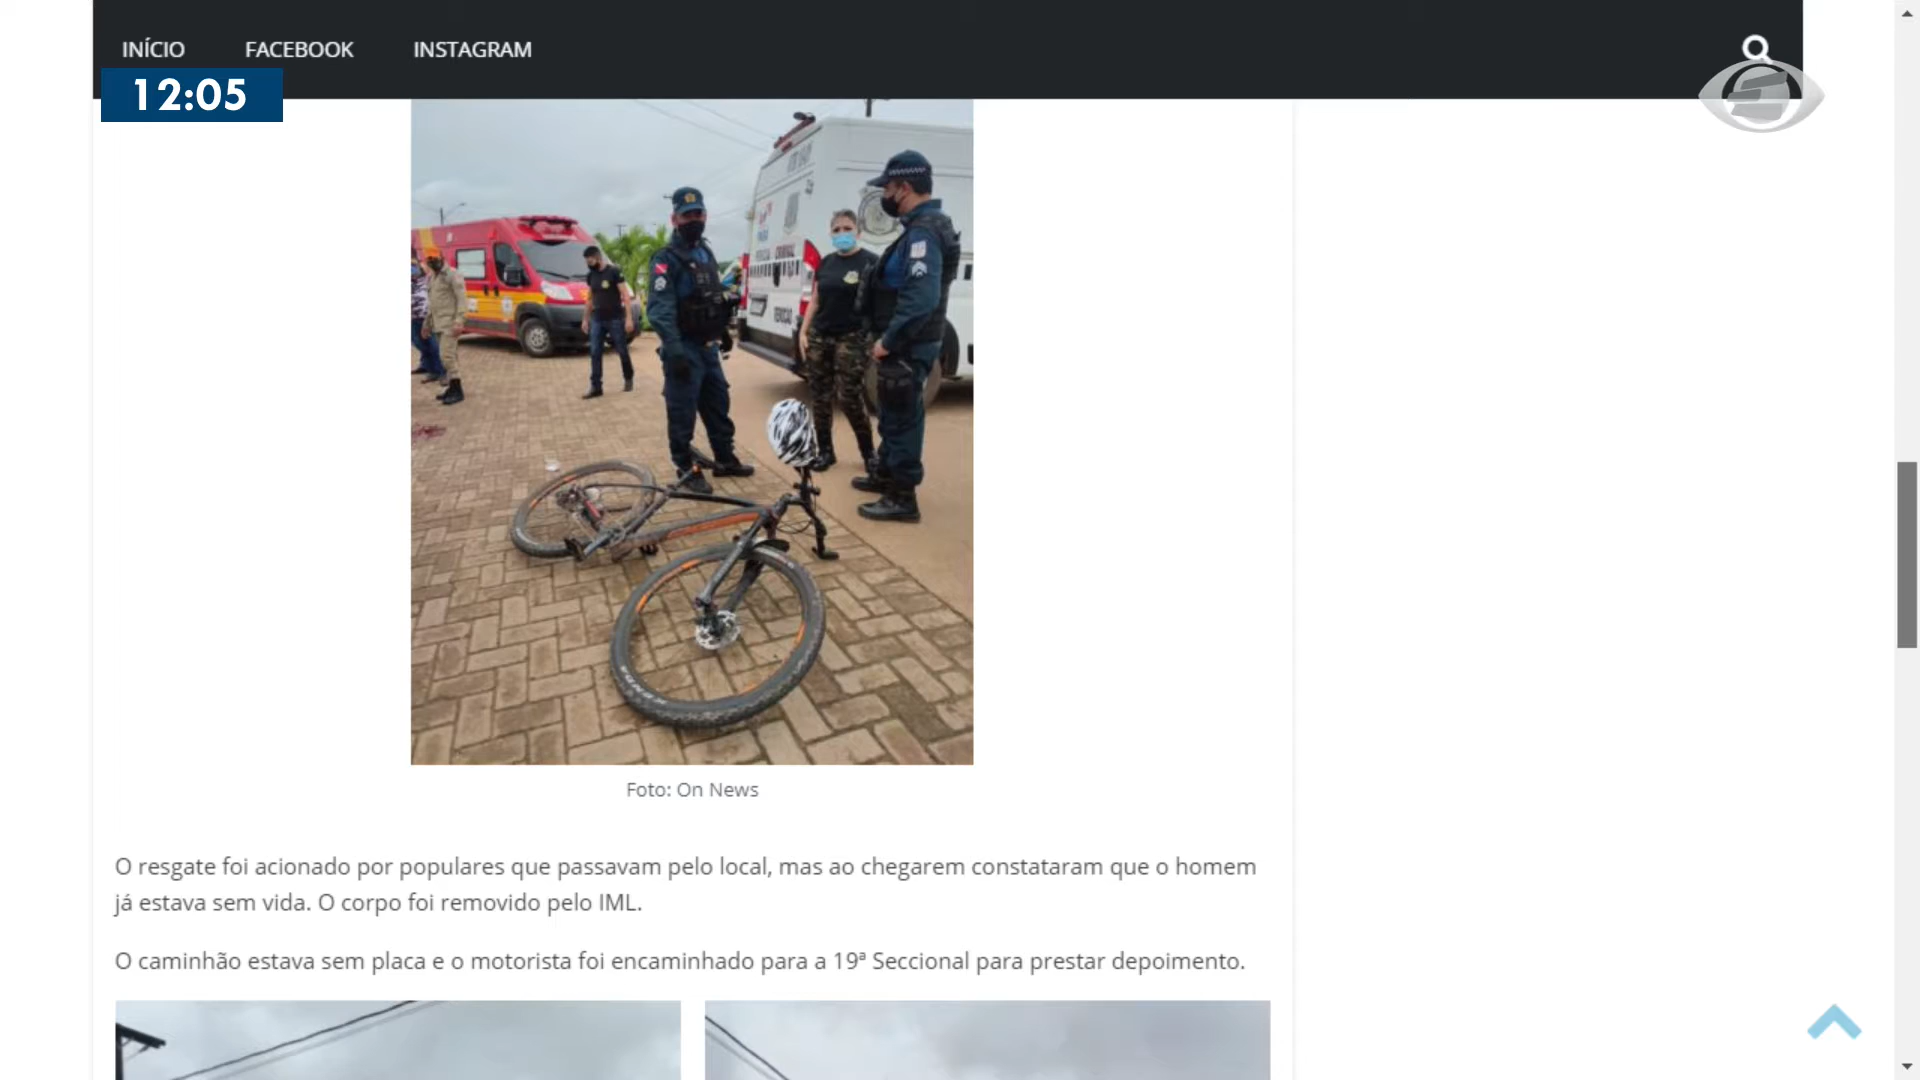 INÍCIO FACEBOOK INSTAGRAM
12:05
Foto: On News
O resgate foi acionado por populares que passavam pelo local, mas ao chegarem constataram que o homem
já estava sem vida. O corpo foi removido pelo IML.
O caminhão estava sem placa e o motorista foi encaminhado para a 19ª Seccional para prestar depoimento.